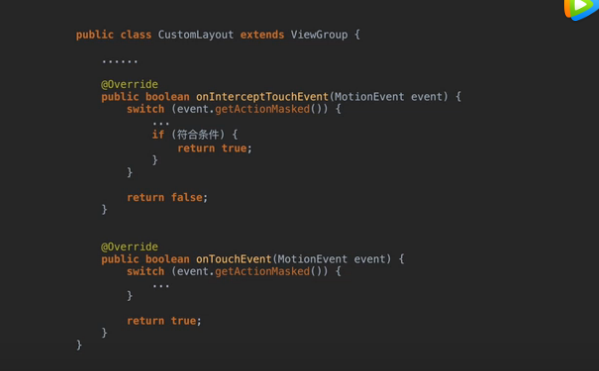 public class CustomLayout extends ViewGroup {
......
@Override
public boolean onInterceptTouchEvent(MotionEvent event) {
switch (event.getActionMasked()) {
...
if (符合条件) {
return true;
}
}
return false;
}
@Override
public boolean onTouchEvent(MotionEvent event) {
switch (event.getActionMasked()) {
...
}
return true;
}
}